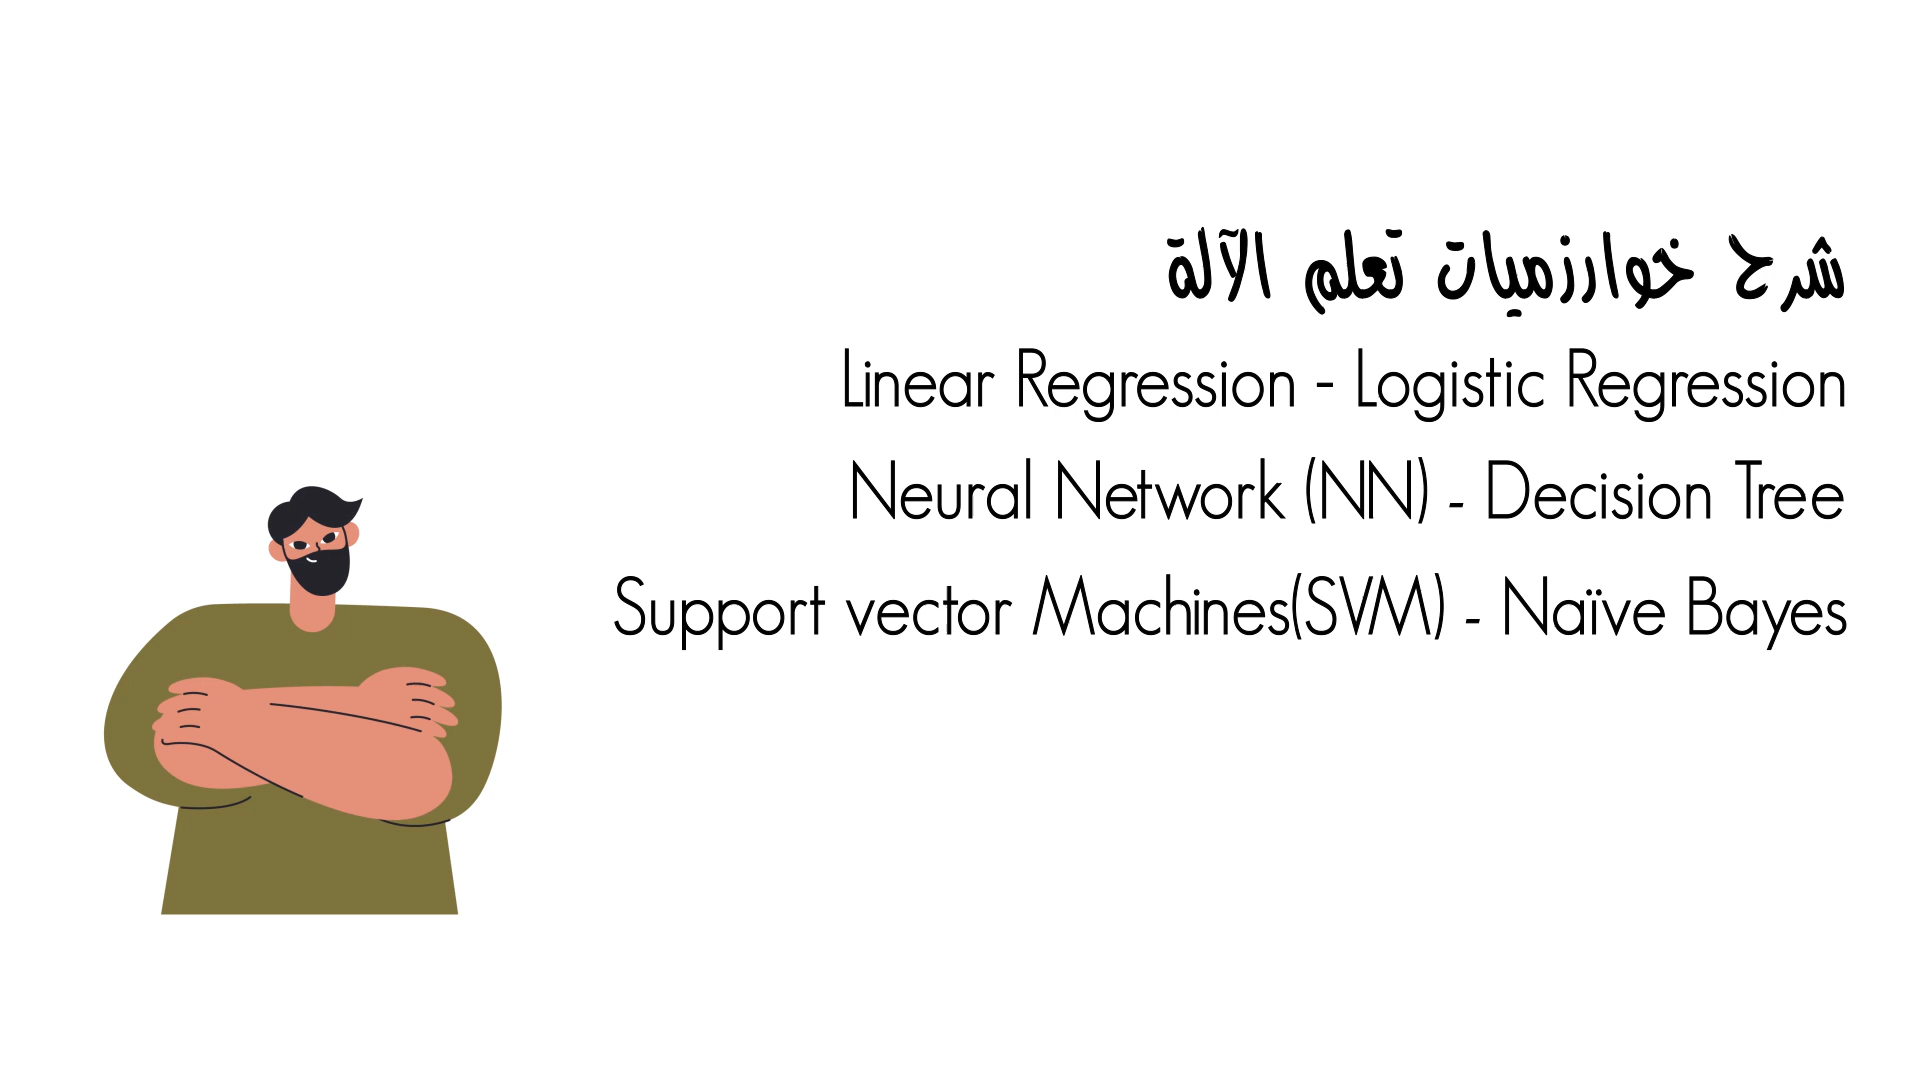 شرح خوارزميات تعلم الآلة
Linear Regression - Logistic Regression
Neural Network (NN) - Decision Tree
Support vector Machines(SVM) - Naïve Bayes